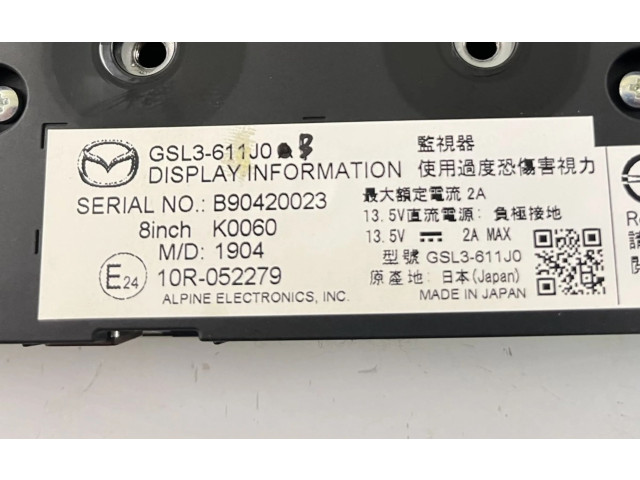 GSL3-611J0 B
DISPLAY INFORMATION
SERIAL NO.: B90420023
8inch K0060
M/D: 1904
E24 10R-052279
ALPINE ELECTRONICS, INC.
監視器
使用過度恐傷害視力
最大額定電流 2A
13.5V直流電源: 負極接地
13.5V ⎓ 2A MAX
型號 GSL3-611J0
原產地: 日本(Japan)
MADE IN JAPAN
R
請
閱